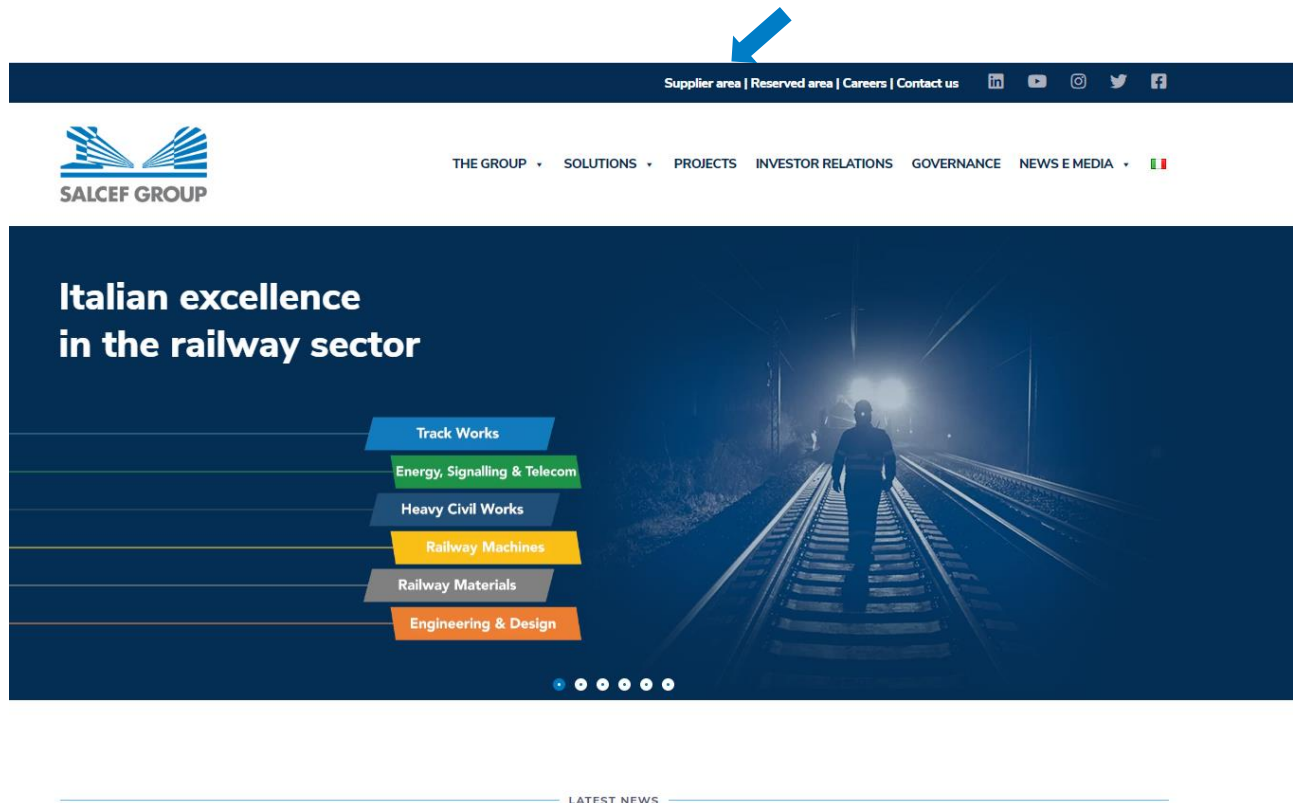 Supplier area | Reserved area | Careers | Contact us
SALCEF GROUP
THE GROUP SOLUTIONS PROJECTS INVESTOR RELATIONS GOVERNANCE NEWS E MEDIA
Italian excellence
in the railway sector
Track Works
Energy, Signalling & Telecom
Heavy Civil Works
Railway Machines
Railway Materials
Engineering & Design
LATEST NEWS